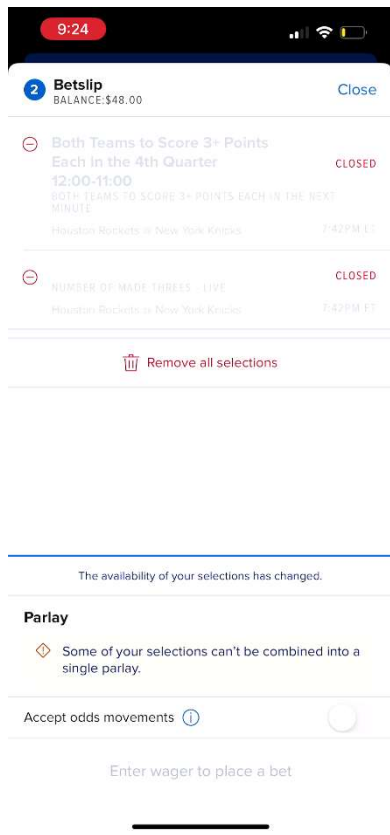 9:24
2 Betslip Close
BALANCE:$48.00
Both Teams to Score 3+ Points
Each in the 4th Quarter
12:00-11:00
CLOSED
BOTH TEAMS TO SCORE 3+ POINTS EACH IN THE NEXT
MINUTE
Houston Rockets @ New York Knicks 7:42PM ET
CLOSED
NUMBER OF MADE THREES - LIVE
Houston Rockets @ New York Knicks 7:42PM ET
Remove all selections
The availability of your selections has changed.
Parlay
Some of your selections can't be combined into a
single parlay.
Accept odds movements
Enter wager to place a bet